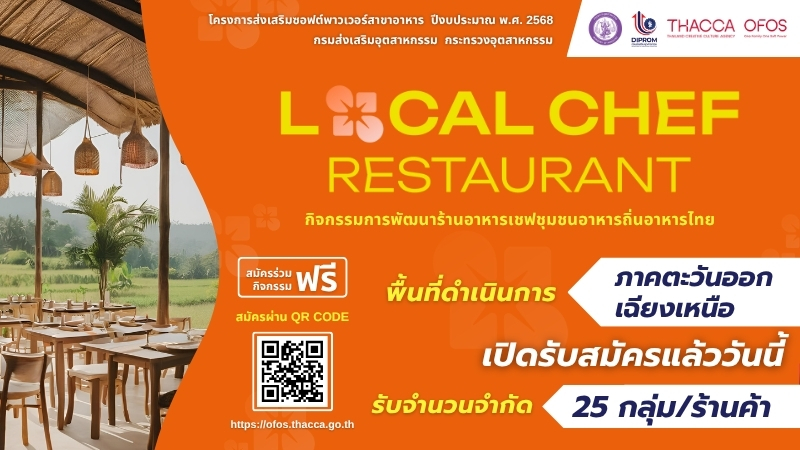 โครงการส่งเสริมซอฟต์พาวเวอร์สาขาอาหาร ปีงบประมาณ พ.ศ. 2568
กรมส่งเสริมอุตสาหกรรม กระทรวงอุตสาหกรรม
DIPROM
THACCA
THAILAND CREATIVE CULTURE AGENCY
OFOS
LOCAL CHEF
RESTAURANT
กิจกรรมการพัฒนาร้านอาหารเชฟชุมชนอาหารถิ่นอาหารไทย
สมัครร่วม
กิจกรรม
ฟรี
สมัครผ่าน QR CODE
https://ofos.thacca.go.th
พื้นที่ดำเนินการ
ภาคตะวันออก
เฉียงเหนือ
เปิดรับสมัครแล้ววันนี้
รับจำนวนจำกัด
25 กลุ่ม/ร้านค้า